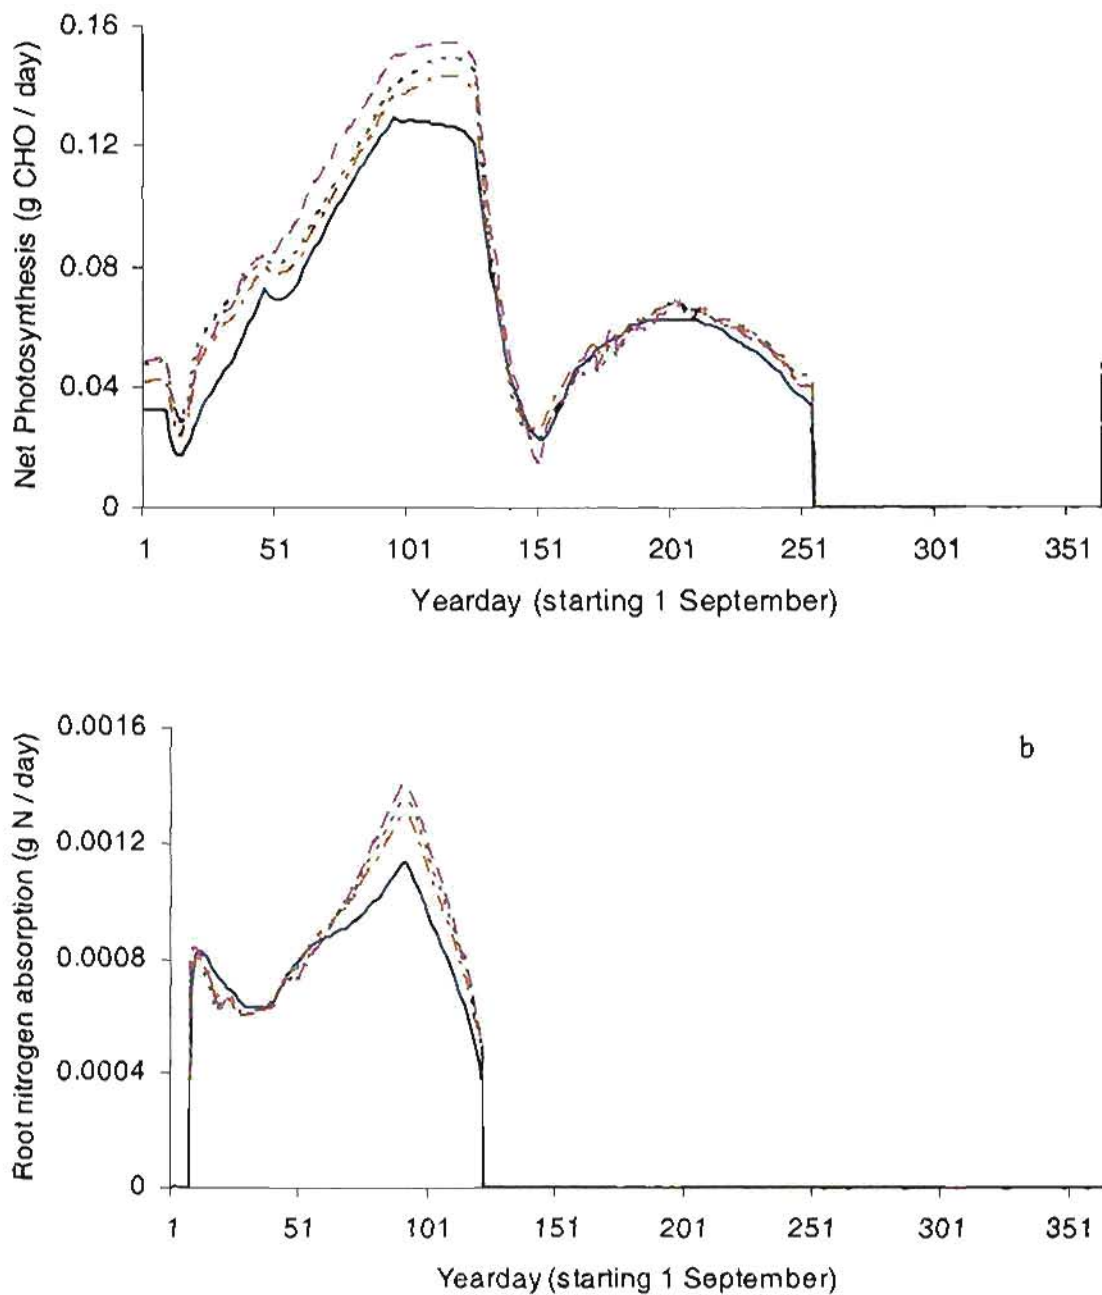 Net Photosynthesis (g CHO / day)
0.16
0.12
0.08
0.04
0
1 51 101 151 201 251 301 351
Yearday (starting 1 September)
b
Root nitrogen absorption (g N / day)
0.0016
0.0012
0.0008
0.0004
0
1 51 101 151 201 251 301 351
Yearday (starting 1 September)